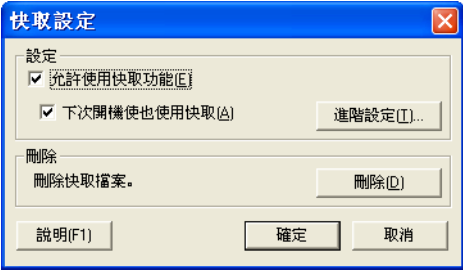 快取設定
設定
允許使用快取功能(E)
下次開機使也使用快取(A)
進階設定(T)...
刪除
刪除快取檔案。
刪除(D)
說明(F1)
確定
取消